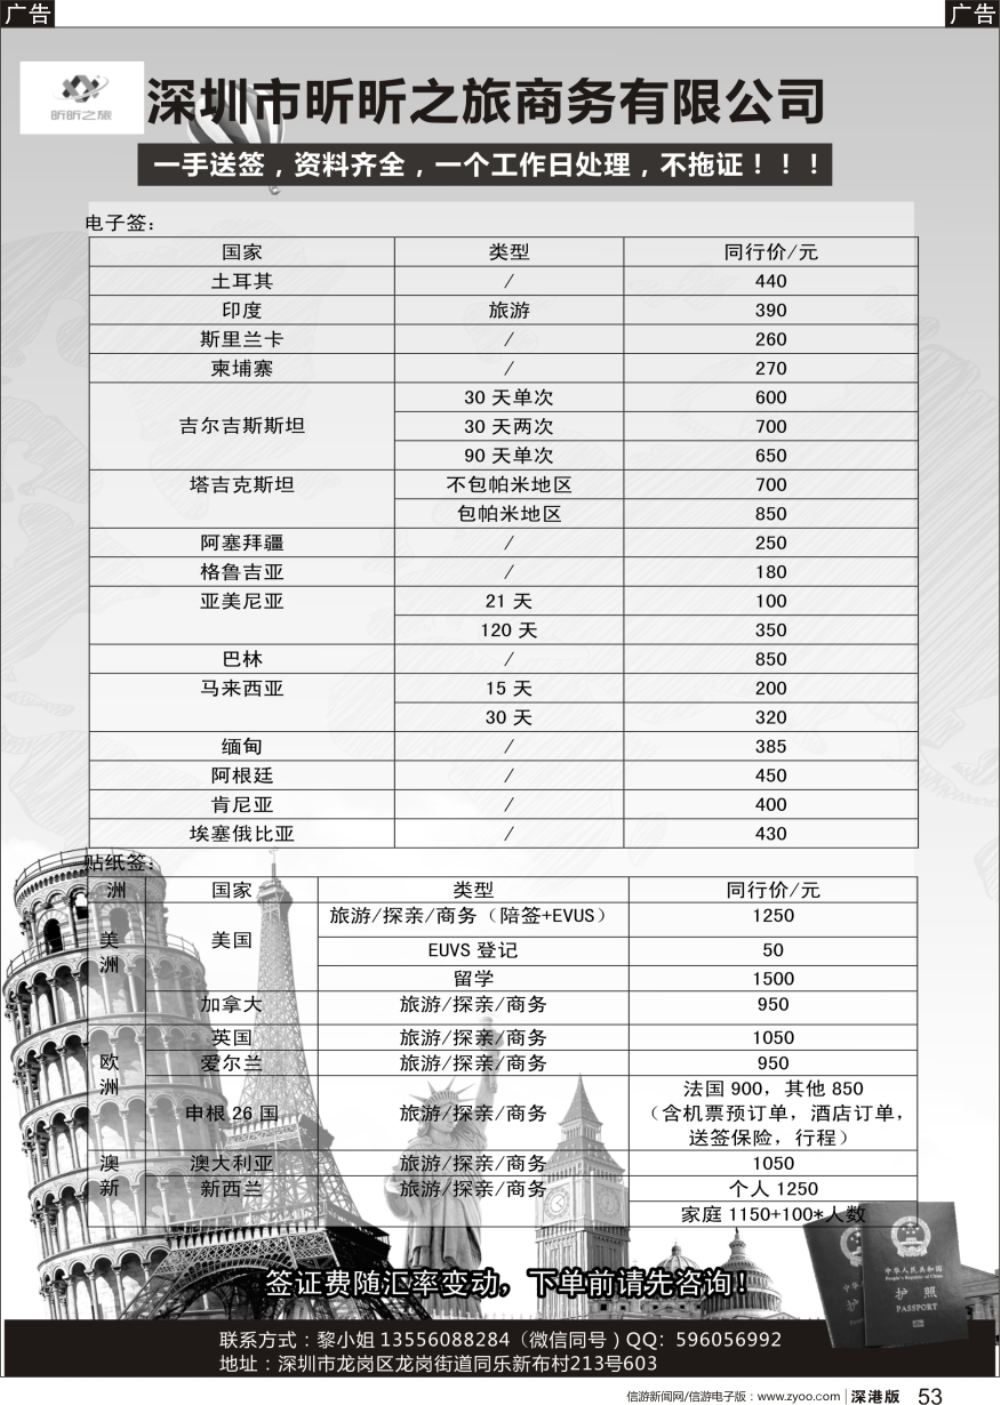 广告
广告
昕昕之旅
深圳市昕昕之旅商务有限公司
一手送签，资料齐全，一个工作日处理，不拖证！！！
电子签：
国家 类型 同行价/元
土耳其 / 440
印度 旅游 390
斯里兰卡 / 260
柬埔寨 / 270
吉尔吉斯斯坦 30 天单次 600
30 天两次 700
90 天单次 650
塔吉克斯坦 不包帕米地区 700
包帕米地区 850
阿塞拜疆 / 250
格鲁吉亚 / 180
亚美尼亚 21 天 100
120 天 350
巴林 / 850
马来西亚 15 天 200
30 天 320
缅甸 / 385
阿根廷 / 450
肯尼亚 / 400
埃塞俄比亚 / 430
贴纸签：
洲 国家 类型 同行价/元
美洲 美国 旅游/探亲/商务（陪签+EVUS） 1250
EUVS 登记 50
留学 1500
加拿大 旅游/探亲/商务 950
欧洲 英国 旅游/探亲/商务 1050
爱尔兰 旅游/探亲/商务 950
申根 26 国 旅游/探亲/商务 法国 900，其他 850
（含机票预订单，酒店订单，
送签保险，行程）
澳新 澳大利亚 旅游/探亲/商务 1050
新西兰 旅游/探亲/商务 个人 1250
家庭 1150+100*人数
签证费随汇率变动，下单前请先咨询！
中华人民共和国
People's Republic of China
护照
PASSPORT
联系方式：黎小姐 13556088284（微信同号）QQ：596056992
地址：深圳市龙岗区龙岗街道同乐新布村213号603
信游新闻网/信游电子版：www.zyoo.com 深港版 53